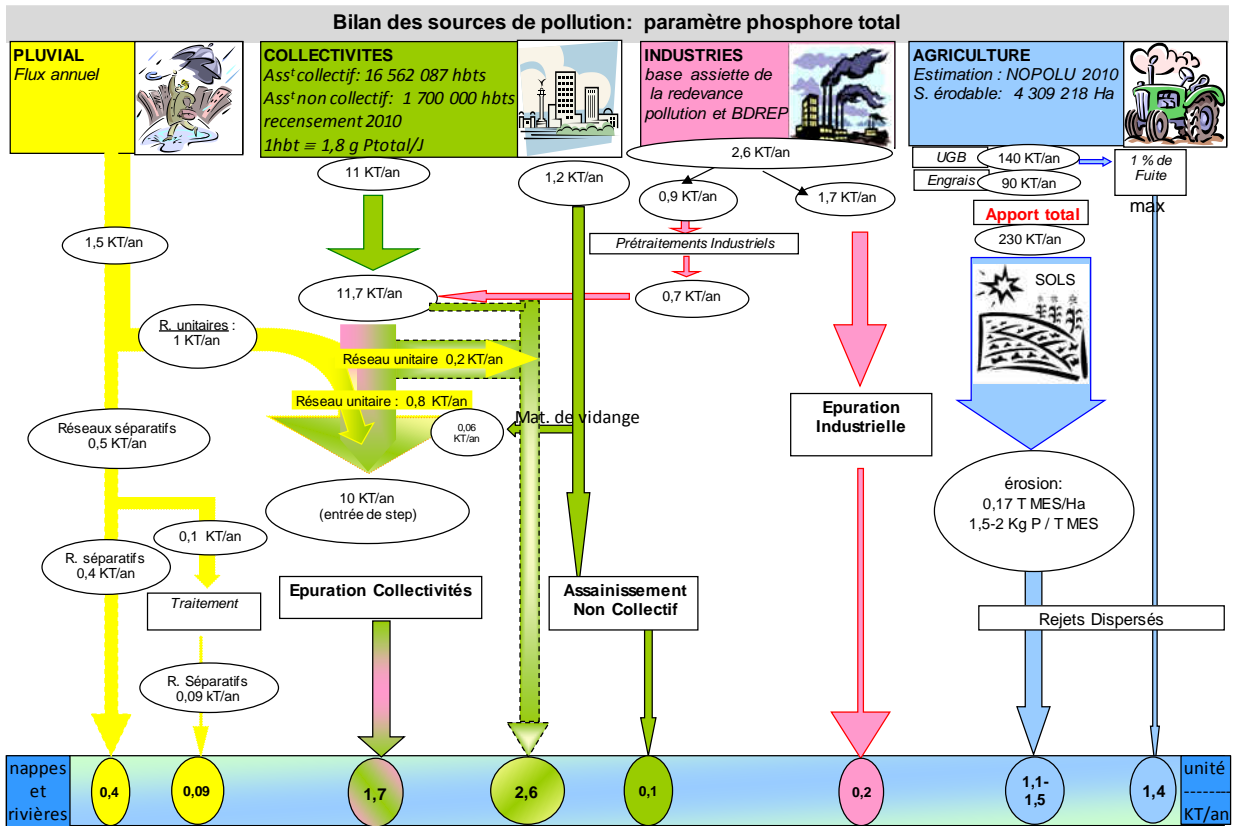 Bilan des sources de pollution: paramètre phosphore total
PLUVIAL
Flux annuel
COLLECTIVITES
Assᵗ collectif: 16 562 087 hbts
Assᵗ non collectif: 1 700 000 hbts
recensement 2010
1hbt ≡ 1,8 g Ptotal/J
INDUSTRIES
base assiette de
la redevance
pollution et BDREP
AGRICULTURE
Estimation : NOPOLU 2010
S. érodable: 4 309 218 Ha
11 KT/an
1,2 KT/an
2,6 KT/an
0,9 KT/an
1,7 KT/an
UGB
140 KT/an
Engrais
90 KT/an
1 % de
Fuite
max
Apport total
230 KT/an
1,5 KT/an
Prétraitements Industriels
11,7 KT/an
0,7 KT/an
SOLS
R. unitaires :
1 KT/an
Réseau unitaire 0,2 KT/an
Réseau unitaire : 0,8 KT/an
Mat. de vidange
0,06
KT/an
Epuration
Industrielle
Réseaux séparatifs
0,5 KT/an
10 KT/an
(entrée de step)
érosion:
0,17 T MES/Ha
1,5-2 Kg P / T MES
0,1 KT/an
R. séparatifs
0,4 KT/an
Traitement
Epuration Collectivités
Assainissement
Non Collectif
Rejets Dispersés
R. Séparatifs
0,09 kT/an
nappes
et
rivières
0,4
0,09
1,7
2,6
0,1
0,2
1,1-
1,5
1,4
unité
--------
KT/an